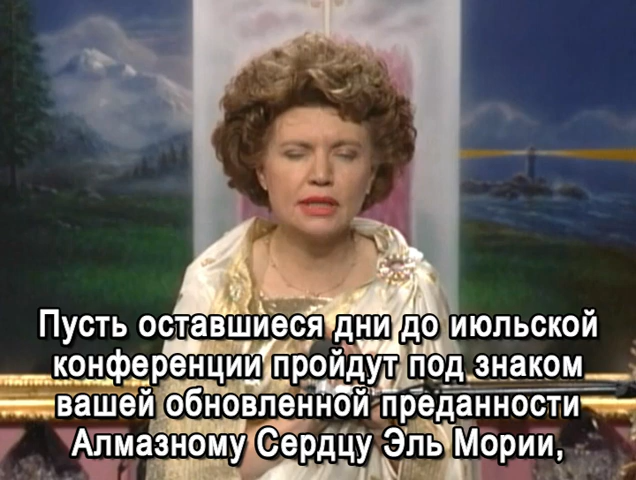 Пусть оставшиеся дни до июльской
конференции пройдут под знаком
вашей обновленной преданности
Алмазному Сердцу Эль Мории,